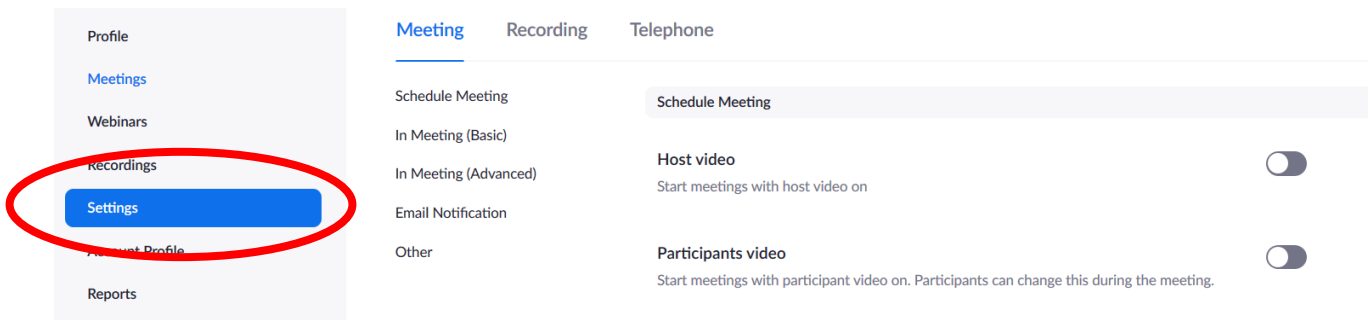 Profile
Meetings
Webinars
Recordings
Settings
Account Profile
Reports
Meeting Recording Telephone
Schedule Meeting
In Meeting (Basic)
In Meeting (Advanced)
Email Notification
Other
Schedule Meeting
Host video
Start meetings with host video on
Participants video
Start meetings with participant video on. Participants can change this during the meeting.